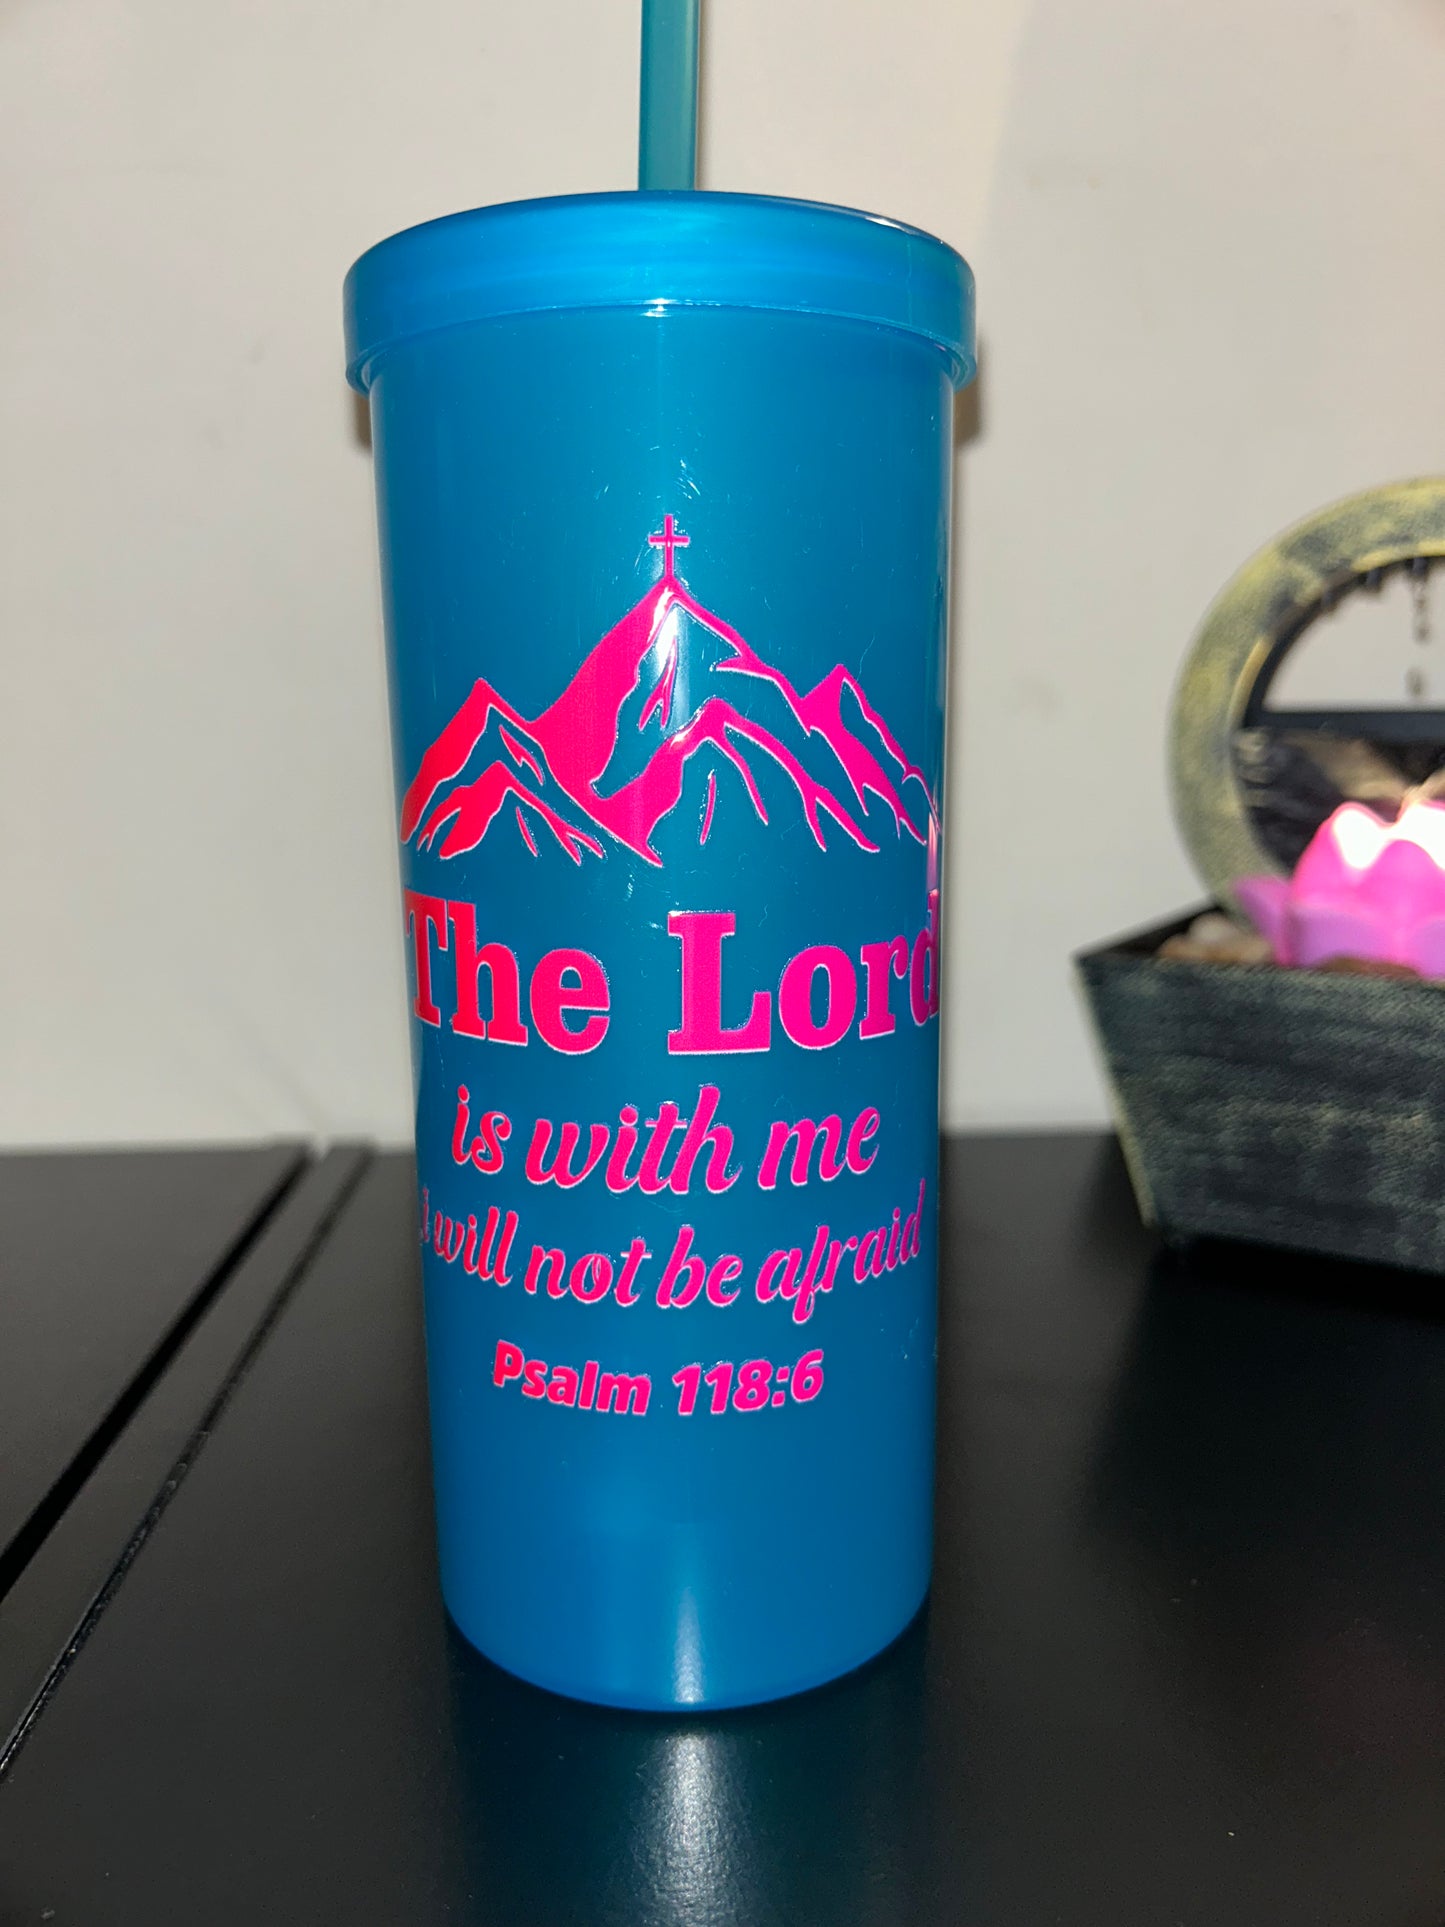 The Lord
is with me
i will not be afraid
Psalm 118:6